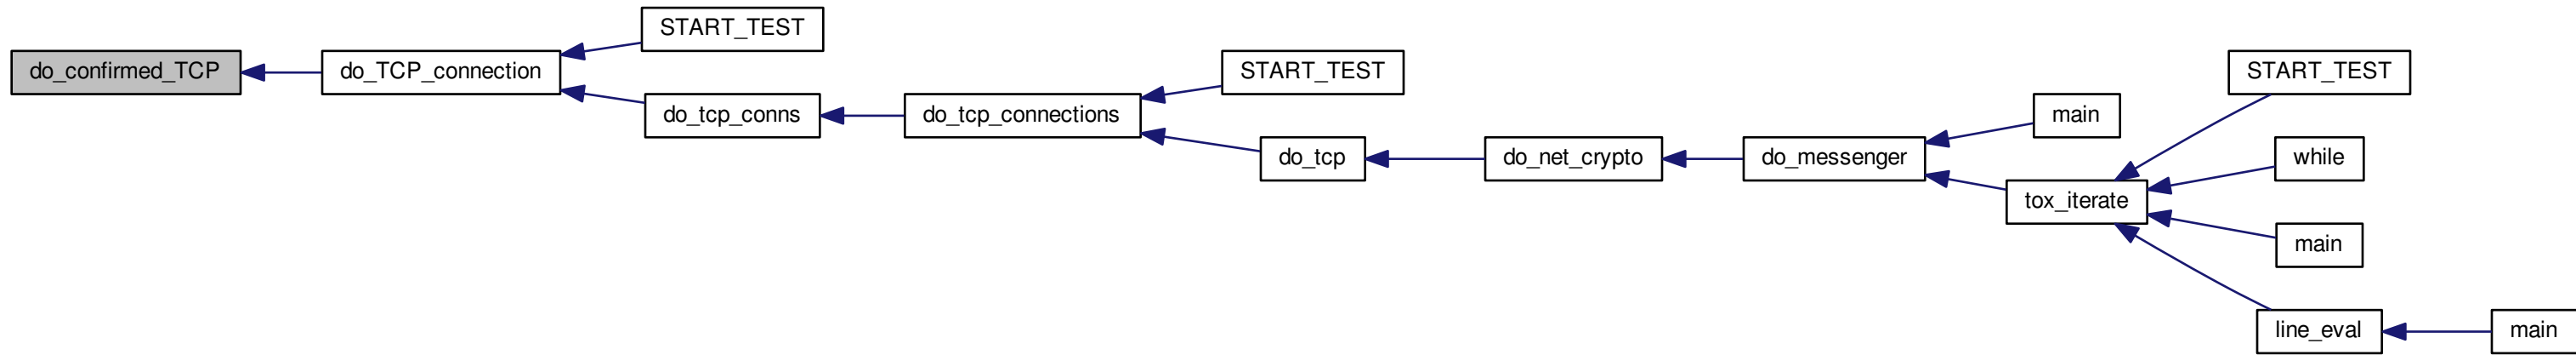 do_confirmed_TCP
do_TCP_connection
START_TEST
do_tcp_conns
do_tcp_connections
START_TEST
do_tcp
do_net_crypto
do_messenger
main
tox_iterate
START_TEST
while
main
line_eval
main